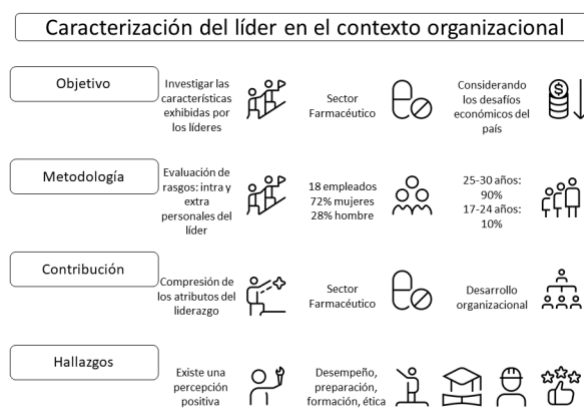 Caracterización del líder en el contexto organizacional
Objetivo
Investigar las
características
exhibidas por
los líderes
Sector
Farmacéutico
Considerando
los desafíos
económicos del
país
$
Metodología
Evaluación de
rasgos: intra y
extra
personales del
líder
18 empleados
72% mujeres
28% hombre
25-30 años:
90%
17-24 años:
10%
Contribución
Compresión de
los atributos del
liderazgo
Sector
Farmacéutico
Desarrollo
organizacional
Hallazgos
Existe una
percepción
positiva
Desempeño,
preparación,
formación, ética